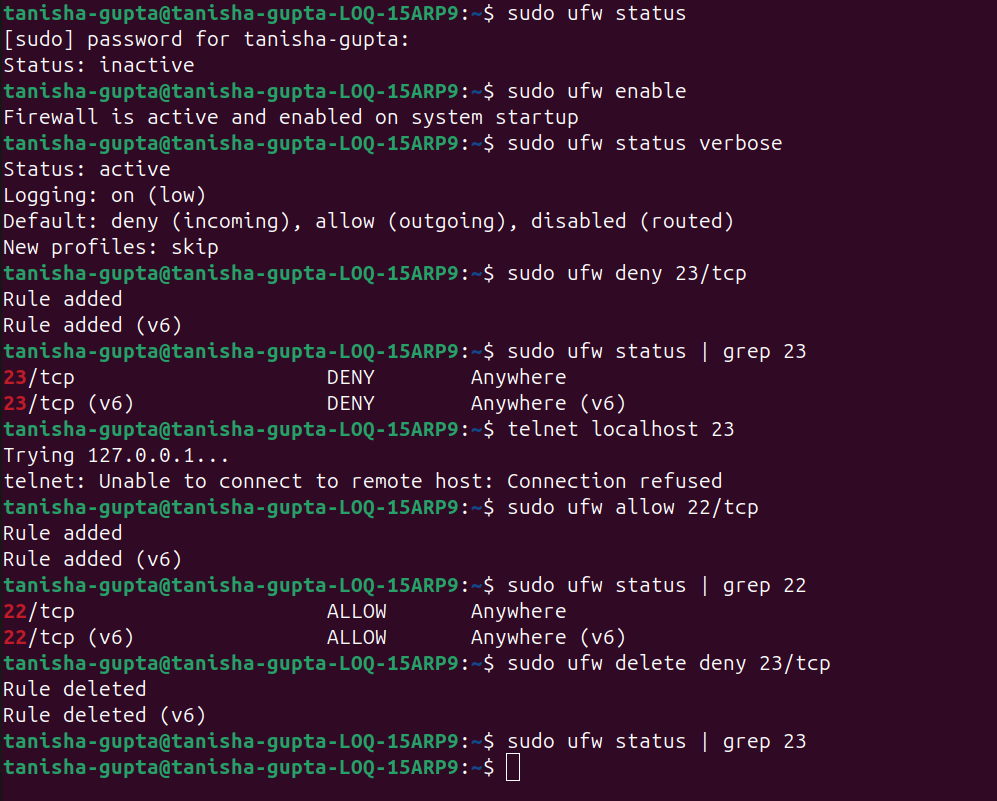 tanisha-gupta@tanisha-gupta-LOQ-15ARP9:~$ sudo ufw status
[sudo] password for tanisha-gupta:
Status: inactive
tanisha-gupta@tanisha-gupta-LOQ-15ARP9:~$ sudo ufw enable
Firewall is active and enabled on system startup
tanisha-gupta@tanisha-gupta-LOQ-15ARP9:~$ sudo ufw status verbose
Status: active
Logging: on (low)
Default: deny (incoming), allow (outgoing), disabled (routed)
New profiles: skip
tanisha-gupta@tanisha-gupta-LOQ-15ARP9:~$ sudo ufw deny 23/tcp
Rule added
Rule added (v6)
tanisha-gupta@tanisha-gupta-LOQ-15ARP9:~$ sudo ufw status | grep 23
23/tcp                     DENY        Anywhere
23/tcp (v6)                DENY        Anywhere (v6)
tanisha-gupta@tanisha-gupta-LOQ-15ARP9:~$ telnet localhost 23
Trying 127.0.0.1...
telnet: Unable to connect to remote host: Connection refused
tanisha-gupta@tanisha-gupta-LOQ-15ARP9:~$ sudo ufw allow 22/tcp
Rule added
Rule added (v6)
tanisha-gupta@tanisha-gupta-LOQ-15ARP9:~$ sudo ufw status | grep 22
22/tcp                     ALLOW       Anywhere
22/tcp (v6)                ALLOW       Anywhere (v6)
tanisha-gupta@tanisha-gupta-LOQ-15ARP9:~$ sudo ufw delete deny 23/tcp
Rule deleted
Rule deleted (v6)
tanisha-gupta@tanisha-gupta-LOQ-15ARP9:~$ sudo ufw status | grep 23
tanisha-gupta@tanisha-gupta-LOQ-15ARP9:~$